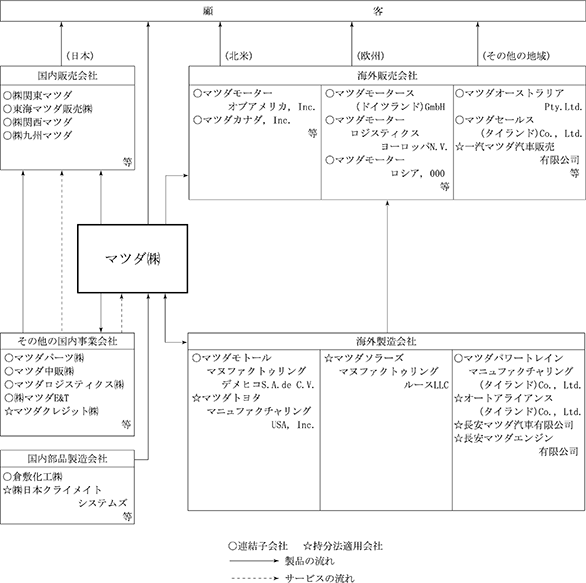 顧 客
(日本)
(北米)
(欧州)
(その他の地域)
国内販売会社
○㈱関東マツダ
○東海マツダ販売㈱
○㈱関西マツダ
○㈱九州マツダ
等
海外販売会社
○マツダモーター
オブアメリカ, Inc.
○マツダカナダ, Inc.
等
○マツダモータース
(ドイツランド)GmbH
○マツダモーター
ロジスティクス
ヨーロッパN.V.
○マツダモーター
ロシア, OOO
等
○マツダオーストラリア
Pty.Ltd.
○マツダセールス
(タイランド)Co., Ltd.
☆一汽マツダ汽車販売
有限公司
等
マツダ㈱
その他の国内事業会社
○マツダパーツ㈱
○マツダ中販㈱
○マツダロジスティクス㈱
○㈱マツダE&T
☆マツダクレジット㈱
等
国内部品製造会社
○倉敷化工㈱
☆㈱日本クライメイト
システムズ
等
海外製造会社
○マツダモトール
マヌファクトゥリング
デメヒコS.A.de C.V.
☆マツダトヨタ
マニュファクチャリング
USA, Inc.
☆マツダソラーズ
マヌファクトゥリング
ルースLLC
○マツダパワートレイン
マニュファクチャリング
(タイランド)Co., Ltd.
☆オートアライアンス
(タイランド)Co., Ltd.
☆長安マツダ汽車有限公司
☆長安マツダエンジン
有限公司
○連結子会社 ☆持分法適用会社
製品の流れ
サービスの流れ